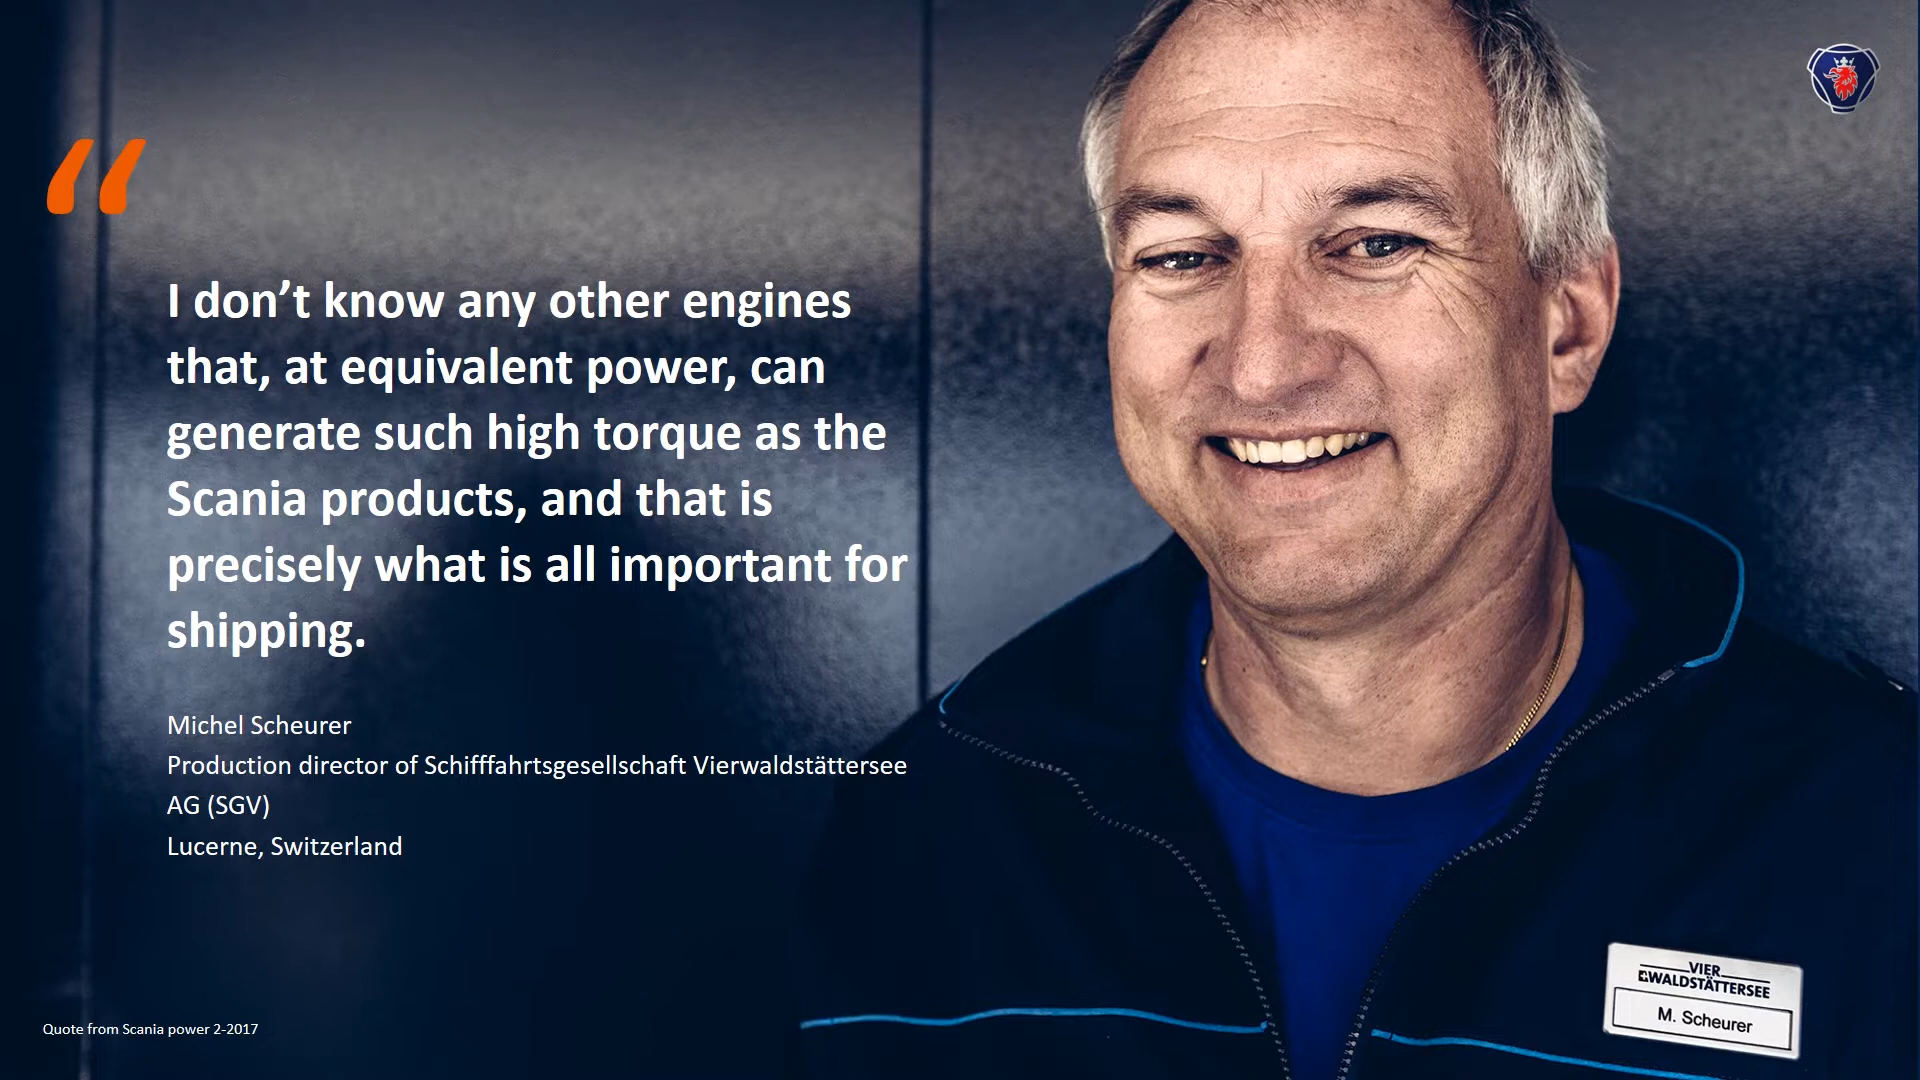 “
I don’t know any other engines
that, at equivalent power, can
generate such high torque as the
Scania products, and that is
precisely what is all important for
shipping.
Michel Scheurer
Production director of Schifffahrtsgesellschaft Vierwaldstättersee
AG (SGV)
Lucerne, Switzerland
VIER
WALDSTÄTTERSEE
M. Scheurer
Quote from Scania power 2-2017